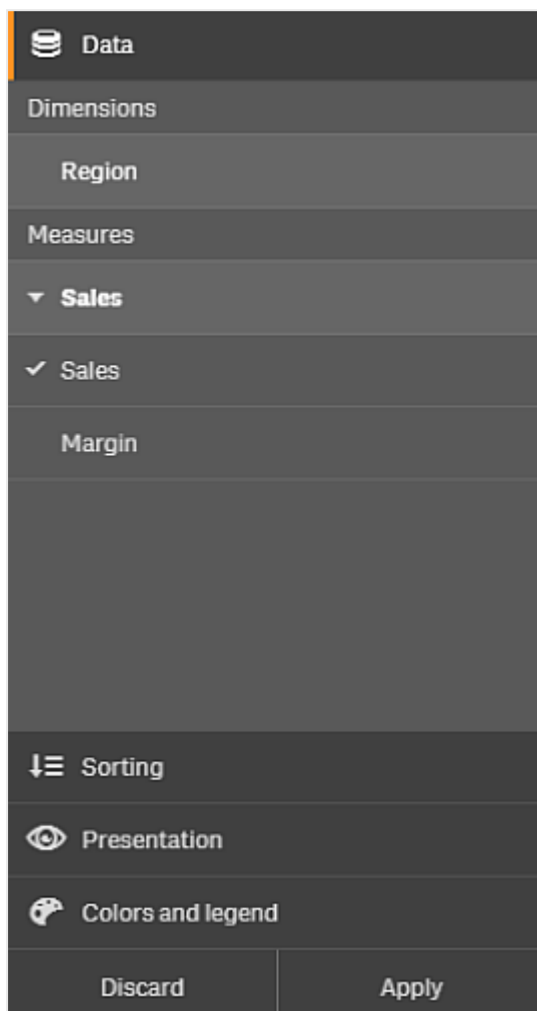 Data
Dimensions
Region
Measures
Sales
Sales
Margin
Sorting
Presentation
Colors and legend
Discard Apply